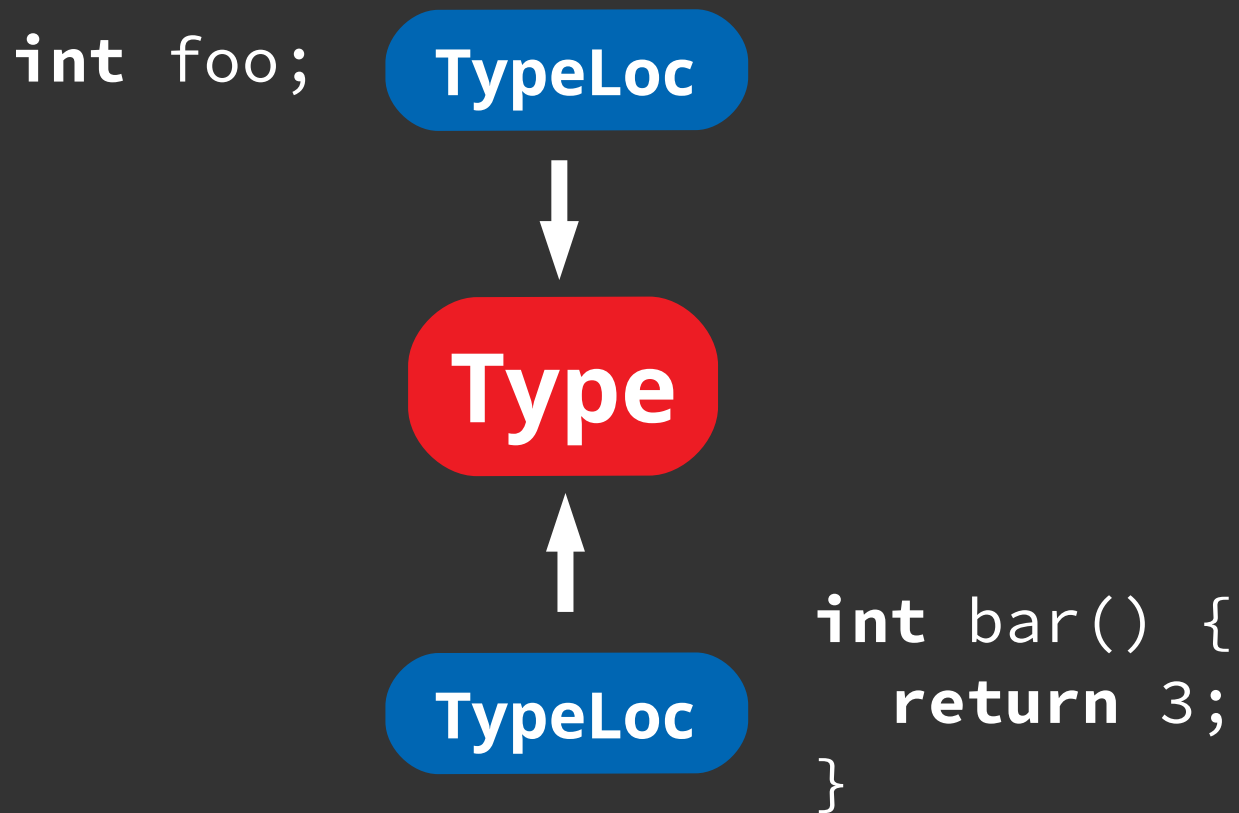 int foo;
TypeLoc
Type
TypeLoc
int bar() {
  return 3;
}